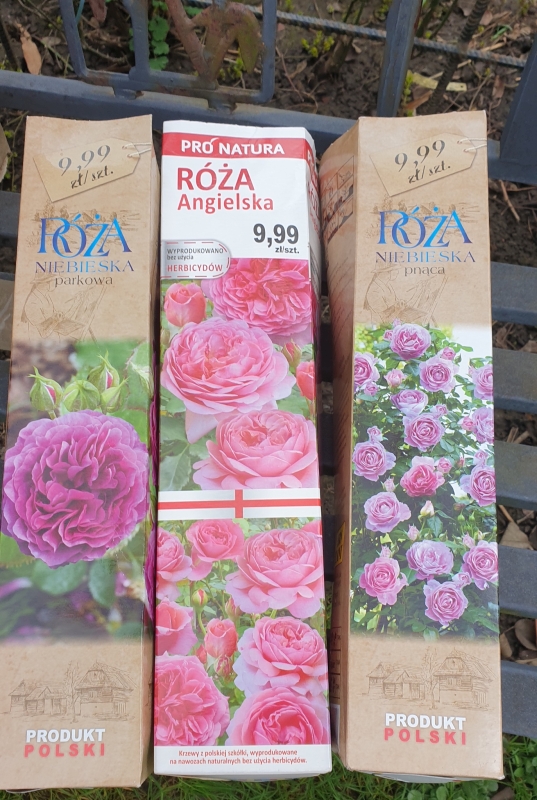 9,99
zł/szt.
RÓŻA
NIEBIESKA
parkowa
PRODUKT
POLSKI
PRO NATURA
RÓŻA
Angielska
9,99
zł/szt.
WYPRODUKOWANO
bez użycia
HERBICYDÓW
Krzewy z polskiej szkółki, wyprodukowane
na nawozach naturalnych bez użycia herbicydów.
9,99
zł/szt.
RÓŻA
NIEBIESKA
pnąca
PRODUKT
POLSKI